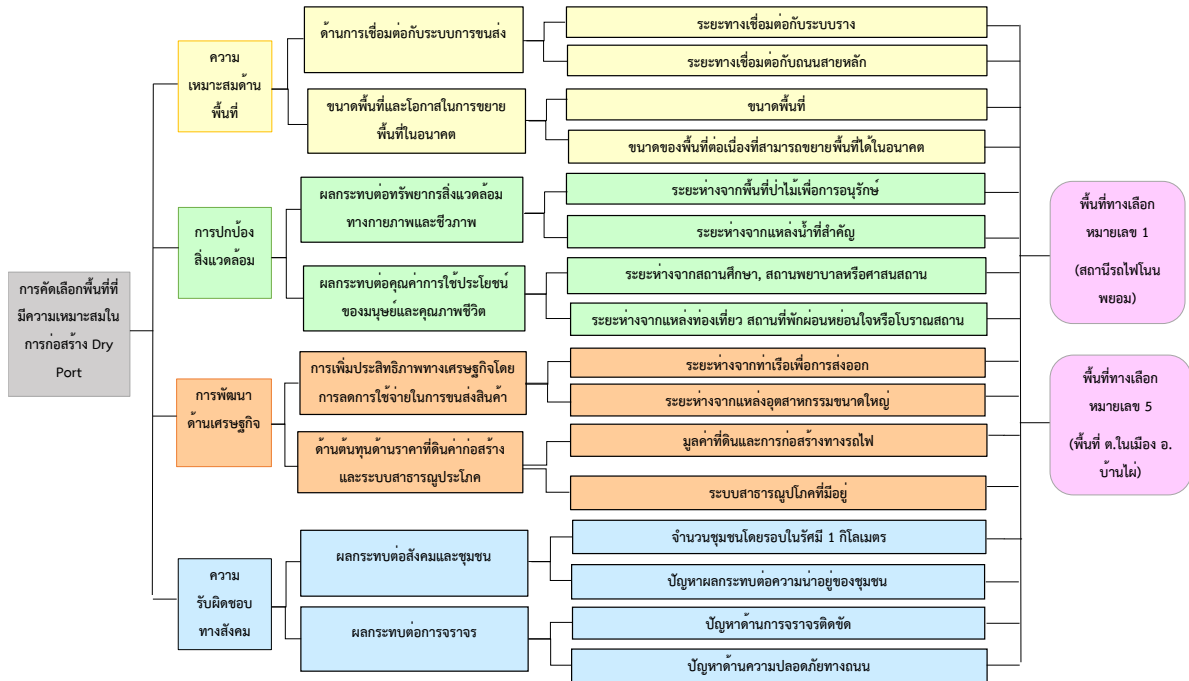 การคัดเลือกพื้นที่ที่
มีความเหมาะสมใน
การก่อสร้าง Dry
Port
ความ
เหมาะสมด้าน
พื้นที่
ด้านการเชื่อมต่อกับระบบการขนส่ง
ระยะทางเชื่อมต่อกับระบบราง
ระยะทางเชื่อมต่อกับถนนสายหลัก
ขนาดพื้นที่และโอกาสในการขยาย
พื้นที่ในอนาคต
ขนาดพื้นที่
ขนาดของพื้นที่ต่อเนื่องที่สามารถขยายพื้นที่ได้ในอนาคต
การปกป้อง
สิ่งแวดล้อม
ผลกระทบต่อทรัพยากรสิ่งแวดล้อม
ทางกายภาพและชีวภาพ
ระยะห่างจากพื้นที่ป่าไม้เพื่อการอนุรักษ์
ระยะห่างจากแหล่งน้ำที่สำคัญ
ผลกระทบต่อคุณค่าการใช้ประโยชน์
ของมนุษย์และคุณภาพชีวิต
ระยะห่างจากสถานศึกษา, สถานพยาบาลหรือศาสนสถาน
ระยะห่างจากแหล่งท่องเที่ยว สถานที่พักผ่อนหย่อนใจหรือโบราณสถาน
การพัฒนา
ด้านเศรษฐกิจ
การเพิ่มประสิทธิภาพทางเศรษฐกิจโดย
การลดการใช้จ่ายในการขนส่งสินค้า
ระยะห่างจากท่าเรือเพื่อการส่งออก
ระยะห่างจากแหล่งอุตสาหกรรมขนาดใหญ่
ด้านต้นทุนด้านราคาที่ดินค่าก่อสร้าง
และระบบสาธารณูประโภค
มูลค่าที่ดินและการก่อสร้างทางรถไฟ
ระบบสาธารณูปโภคที่มีอยู่
ความ
รับผิดชอบ
ทางสังคม
ผลกระทบต่อสังคมและชุมชน
จำนวนชุมชนโดยรอบในรัศมี 1 กิโลเมตร
ปัญหาผลกระทบต่อความน่าอยู่ของชุมชน
ผลกระทบต่อการจราจร
ปัญหาด้านการจราจรติดขัด
ปัญหาด้านความปลอดภัยทางถนน
พื้นที่ทางเลือก
หมายเลข 1
(สถานีรถไฟโนน
พยอม)
พื้นที่ทางเลือก
หมายเลข 5
(พื้นที่ ต.ในเมือง อ.
บ้านไผ่)